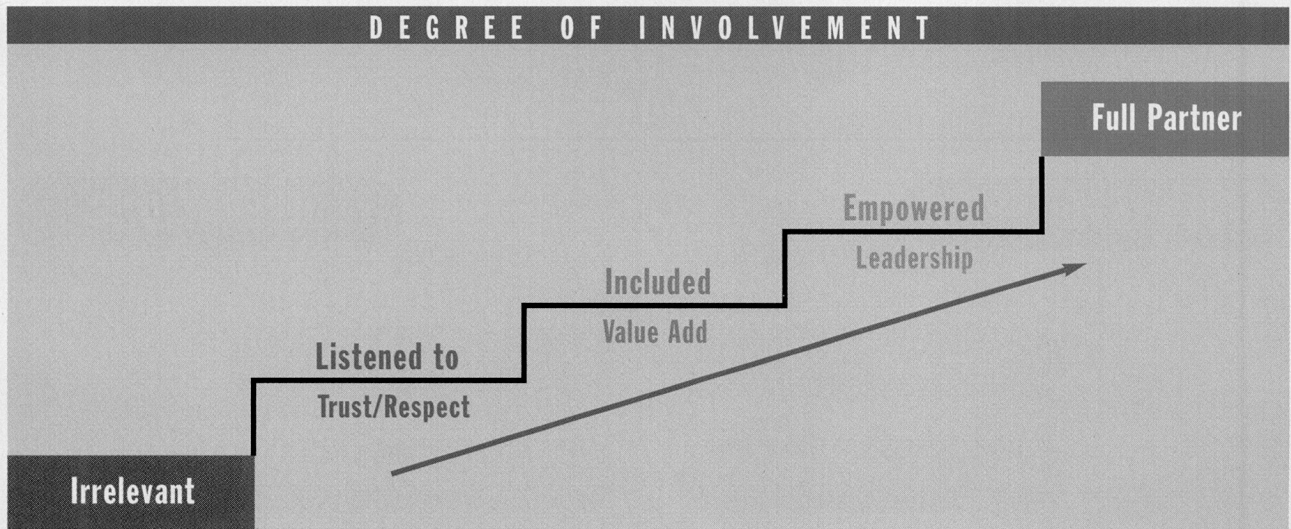 DEGREE OF INVOLVEMENT
Full Partner
Empowered
Leadership
Included
Value Add
Listened to
Trust/Respect
Irrelevant